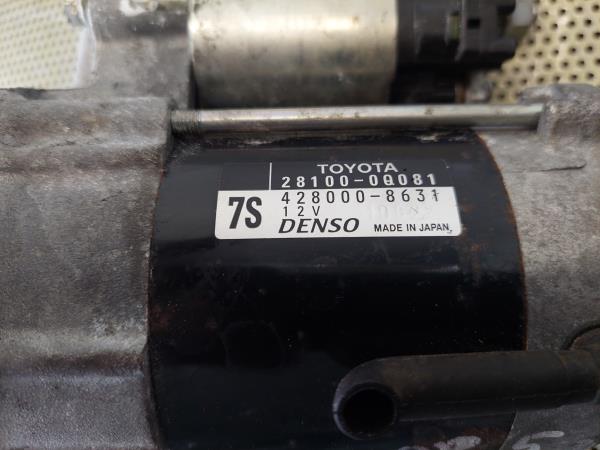 TOYOTA
28100-0Q081
7S
428000-8631
12V
DENSO MADE IN JAPAN